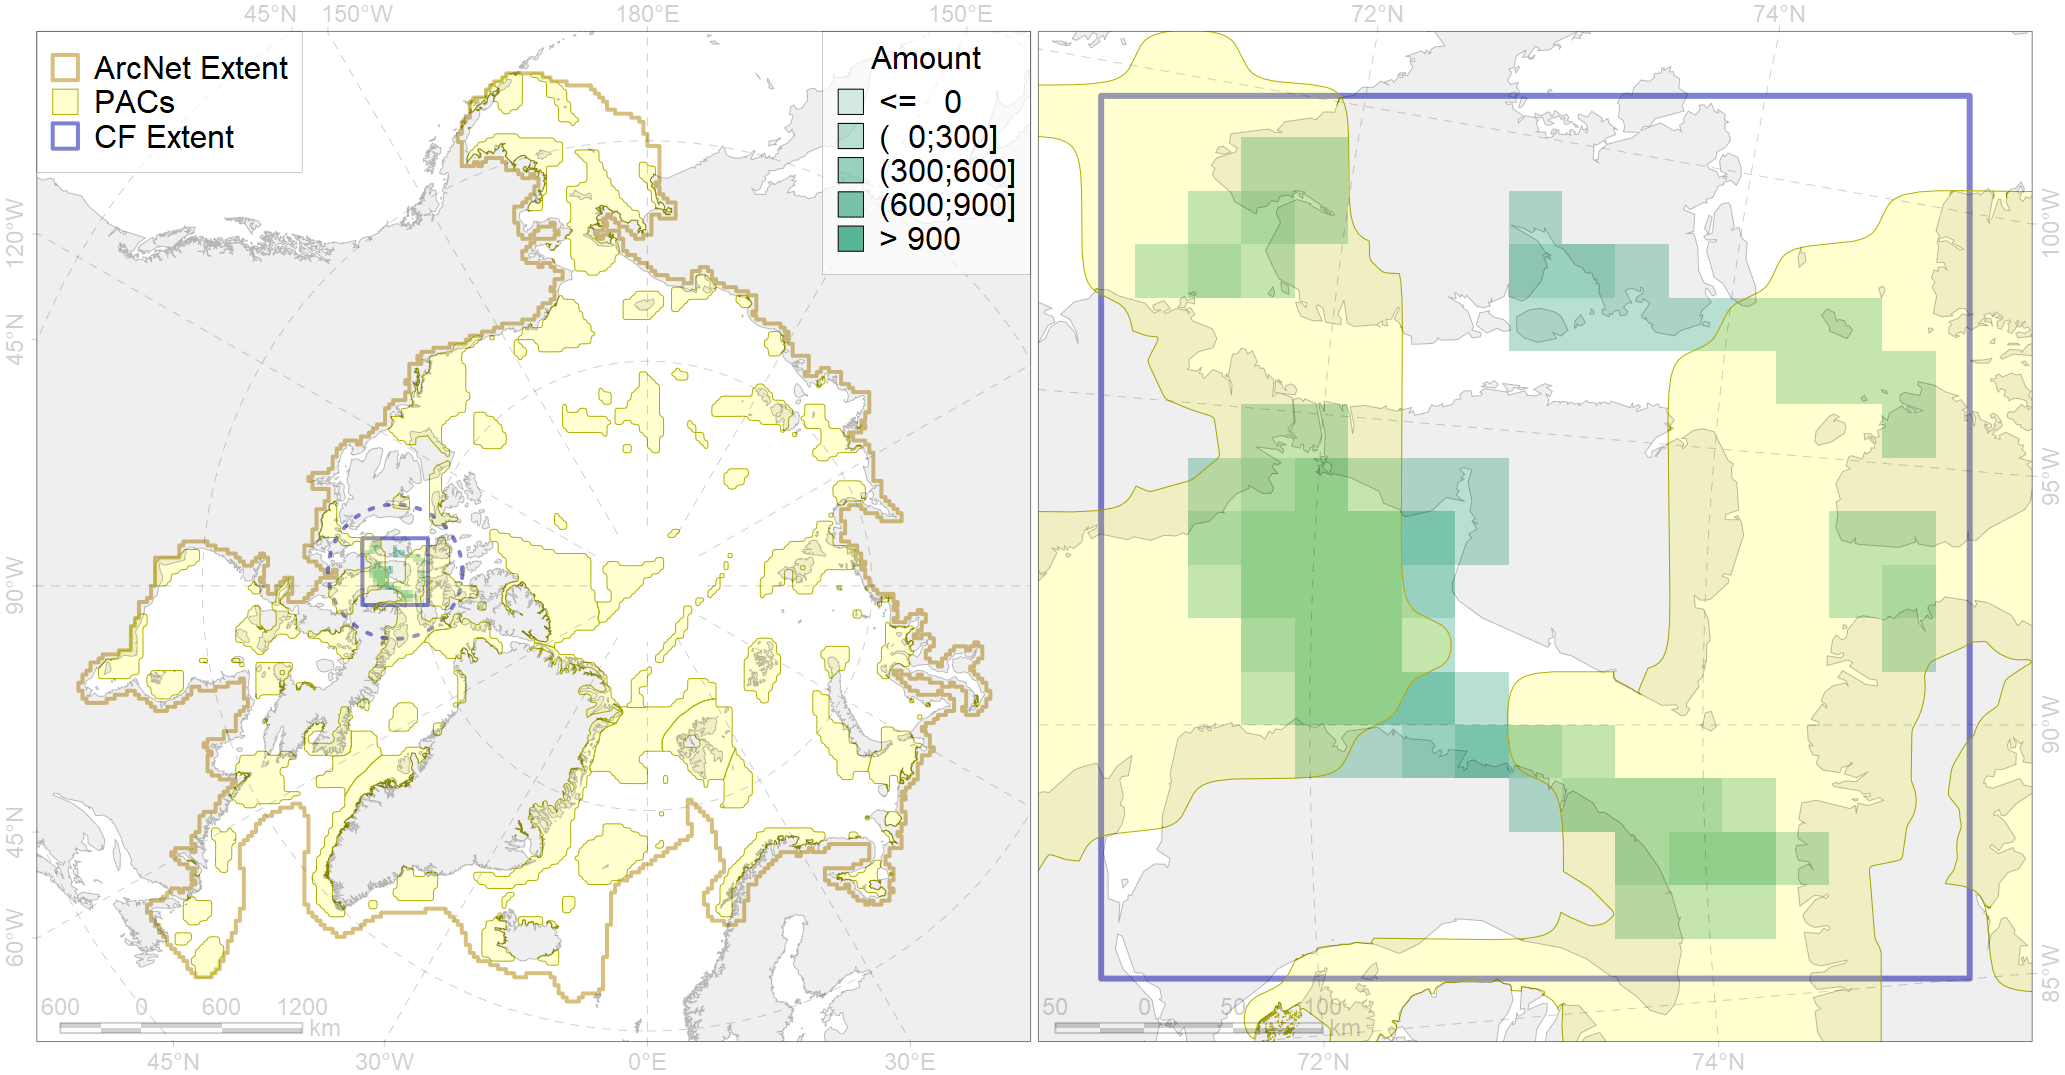 45°N 150°W 180°E 150°E 72°N 74°N
ArcNet Extent
PACs
CF Extent
Amount
<= 0
( 0;300]
(300;600]
(600;900]
> 900
120°W
45°N
90°W
45°N
60°W
100°W
95°W
90°W
85°W
600 0 600 1200
km
50 0 50 100
km
45°N 30°W 0°E 30°E 72°N 74°N